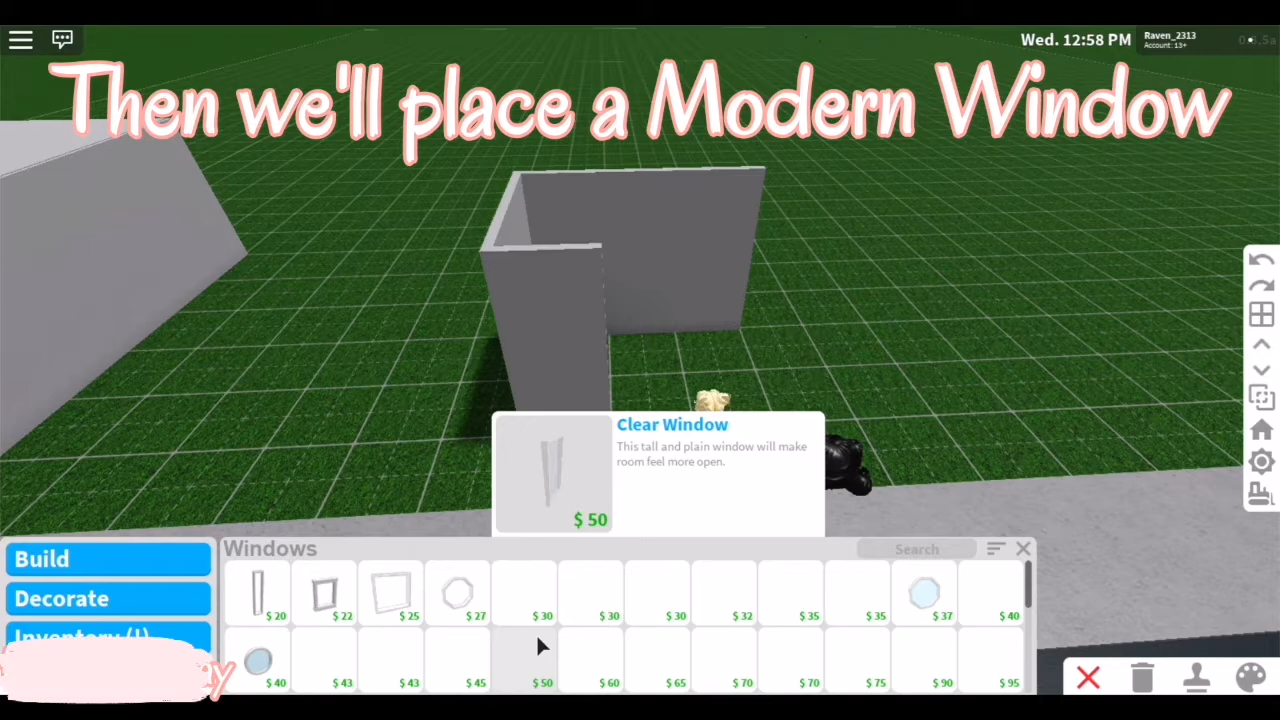 Wed. 12:58 PM
Raven_2313
Account: 13+
Then we'll place a Modern Window
Clear Window
This tall and plain window will make
room feel more open.
$ 50
Build
Windows
Search
Decorate
$ 20 $ 22 $ 25 $ 27 $ 30 $ 30 $ 30 $ 32 $ 35 $ 35 $ 37 $ 40
Inventory (!)
$ 40 $ 43 $ 43 $ 45 $ 50 $ 60 $ 65 $ 70 $ 70 $ 75 $ 90 $ 95